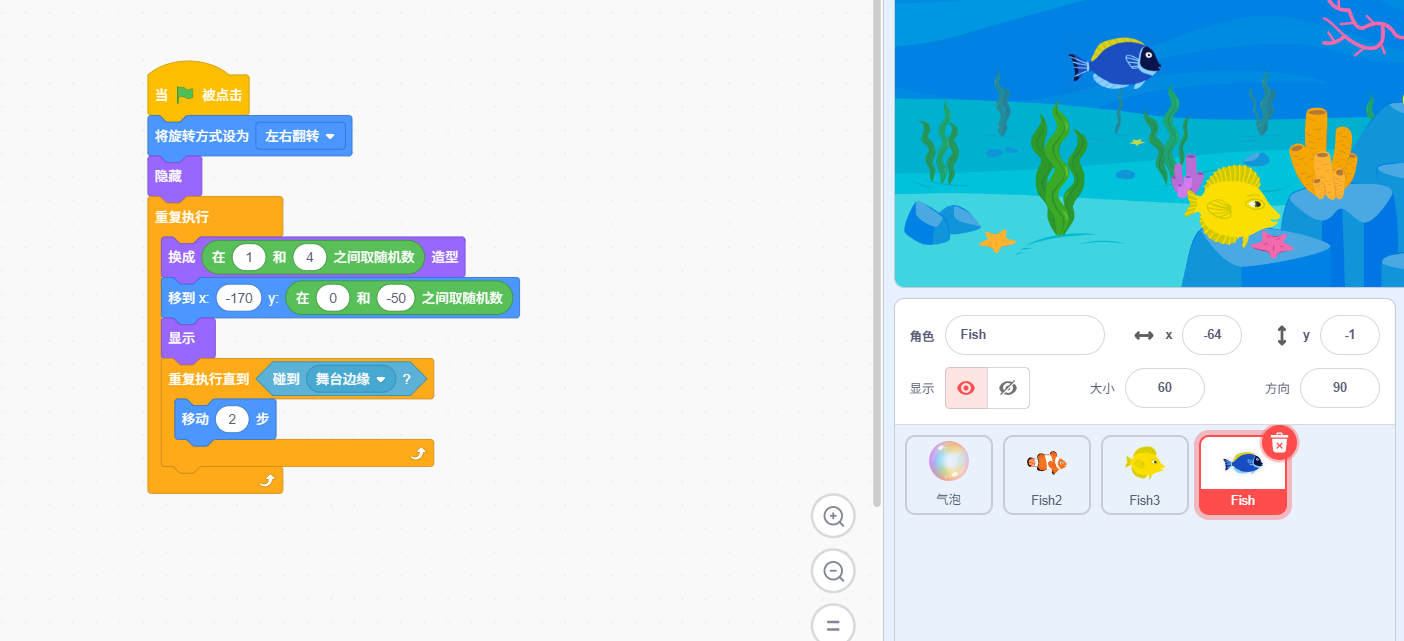 当 被点击
将旋转方式设为 左右翻转
隐藏
重复执行
换成 在 1 和 4 之间取随机数 造型
移到 x: -170 y: 在 0 和 -50 之间取随机数
显示
重复执行直到 碰到 舞台边缘 ?
移动 2 步
角色 Fish x -64 y -1
显示 大小 60 方向 90
气泡 Fish2 Fish3 Fish